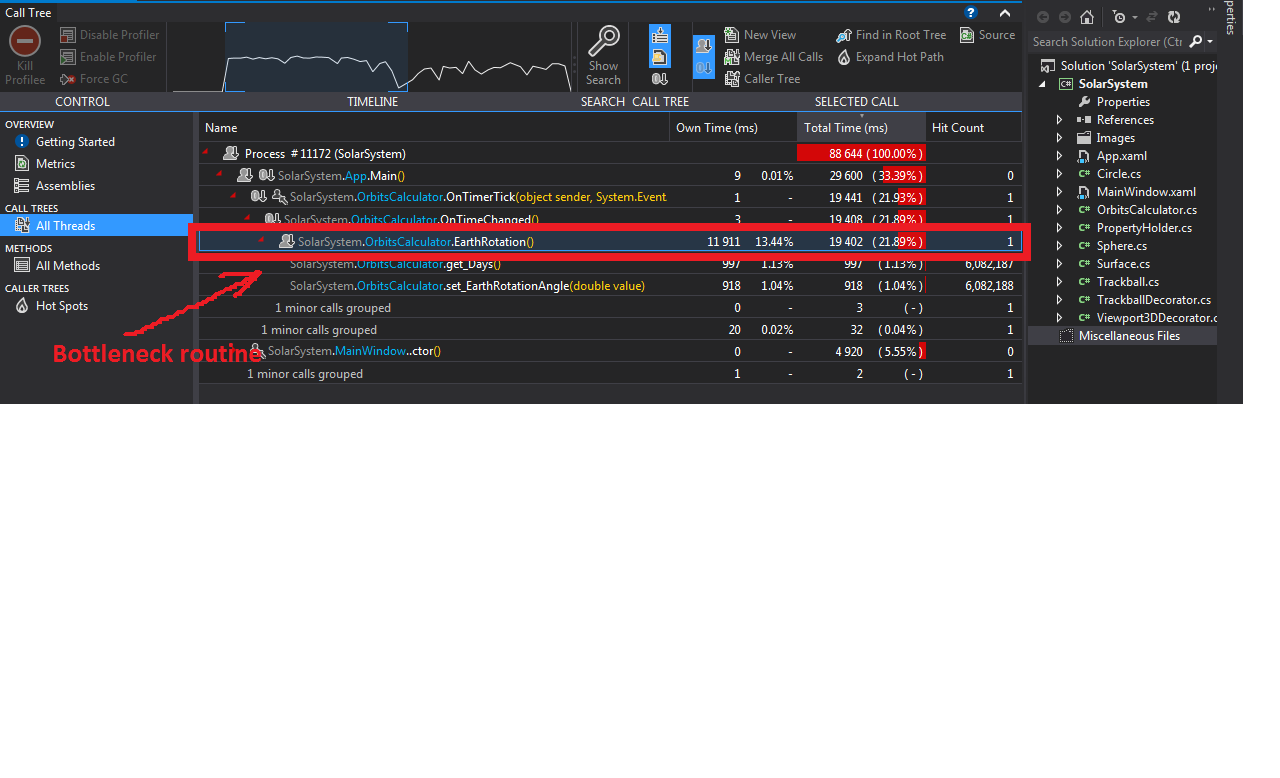 Call Tree
Kill Profilee
Disable Profiler
Enable Profiler
Force GC
Show Search
New View
Merge All Calls
Caller Tree
Find in Root Tree
Expand Hot Path
Source
CONTROL TIMELINE SEARCH CALL TREE SELECTED CALL
OVERVIEW
Getting Started
Metrics
Assemblies
CALL TREES
All Threads
METHODS
All Methods
CALLER TREES
Hot Spots
Name Own Time (ms) Total Time (ms) Hit Count
Process #11172 (SolarSystem) 88 644 (100.00%)
SolarSystem.App.Main() 9 0.01% 29 600 (33.39%) 0
SolarSystem.OrbitsCalculator.OnTimerTick(object sender, System.Event 1 - 19 441 (21.93%) 1
SolarSystem.OrbitsCalculator.OnTimeChanged() 3 - 19 408 (21.89%) 1
SolarSystem.OrbitsCalculator.EarthRotation() 11 911 13.44% 19 402 (21.89%) 1
SolarSystem.OrbitsCalculator.get_Days() 997 1.13% 997 (1.13%) 6,082,187
SolarSystem.OrbitsCalculator.set_EarthRotationAngle(double value) 918 1.04% 918 (1.04%) 6,082,188
1 minor calls grouped 0 - 3 (-) 1
1 minor calls grouped 20 0.02% 32 (0.04%) 1
SolarSystem.MainWindow..ctor() 0 - 4 920 (5.55%) 0
1 minor calls grouped 1 - 2 (-) 1
Bottleneck routine
Search Solution Explorer (Ctr
Solution 'SolarSystem' (1 proj
SolarSystem
Properties
References
Images
App.xaml
Circle.cs
MainWindow.xaml
OrbitsCalculator.cs
PropertyHolder.cs
Sphere.cs
Surface.cs
Trackball.cs
TrackballDecorator.cs
Viewport3DDecorator.c
Miscellaneous Files
perties